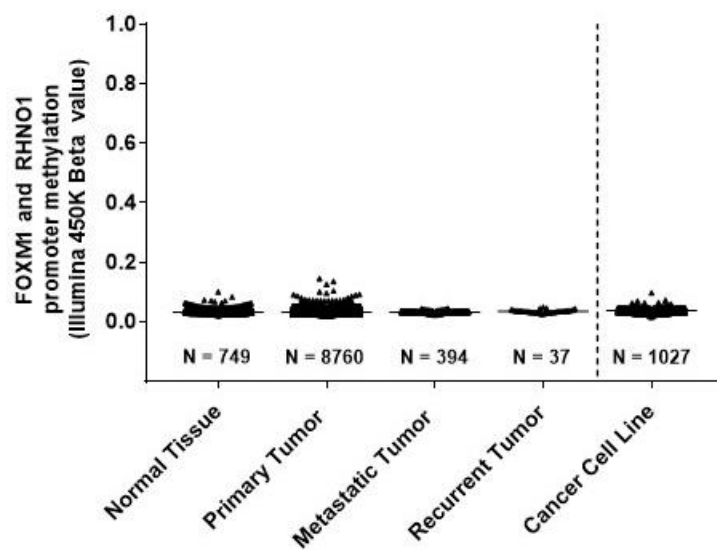 FOXM1 and RHNO1
promoter methylation
(Illumina 450K Beta value)
1.0
0.8
0.6
0.4
0.2
0.0
N = 749
N = 8760
N = 394
N = 37
N = 1027
Normal Tissue
Primary Tumor
Metastatic Tumor
Recurrent Tumor
Cancer Cell Line